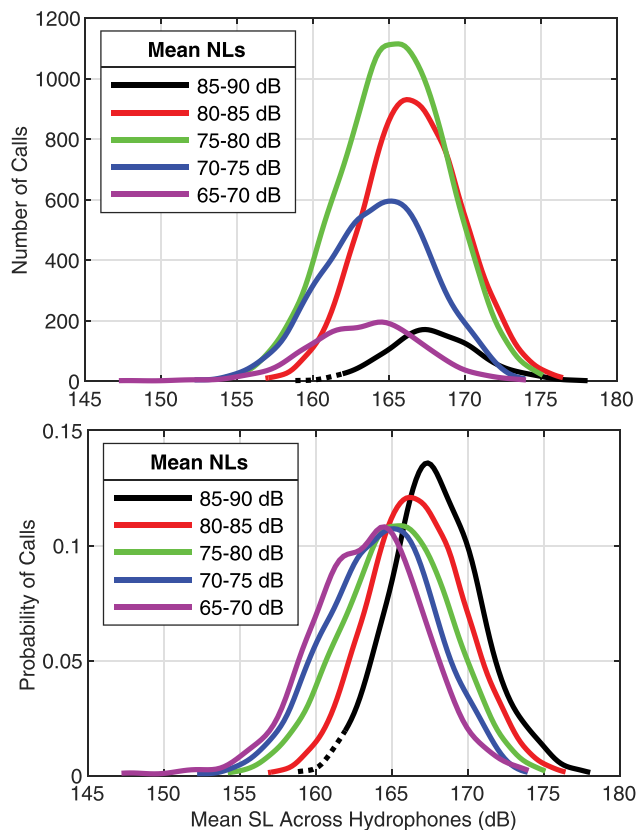 1200
1000
800
600
400
200
0
Number of Calls
Mean NLs
85-90 dB
80-85 dB
75-80 dB
70-75 dB
65-70 dB
145 150 155 160 165 170 175 180
0.15
0.1
0.05
0
Probability of Calls
Mean NLs
85-90 dB
80-85 dB
75-80 dB
70-75 dB
65-70 dB
145 150 155 160 165 170 175 180
Mean SL Across Hydrophones (dB)